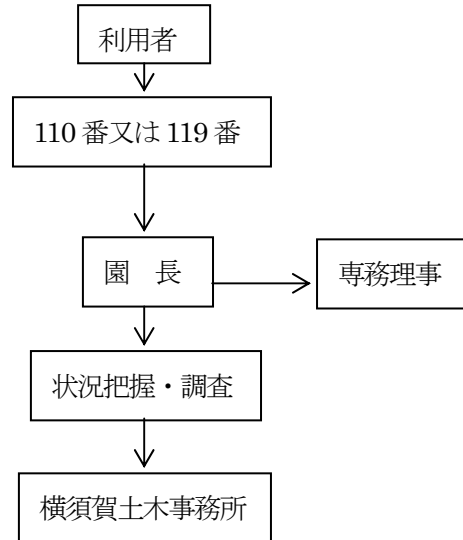 利用者
110番又は119番
園　長
専務理事
状況把握・調査
横須賀土木事務所